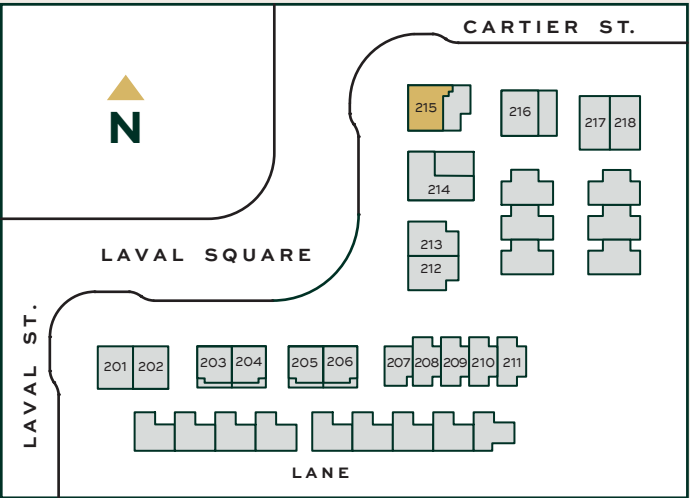 CARTIER ST.
N
215
216
217 218
214
213
212
LAVAL SQUARE
LAVAL ST.
201 202
203 204
205 206
207 208 209 210 211
LANE